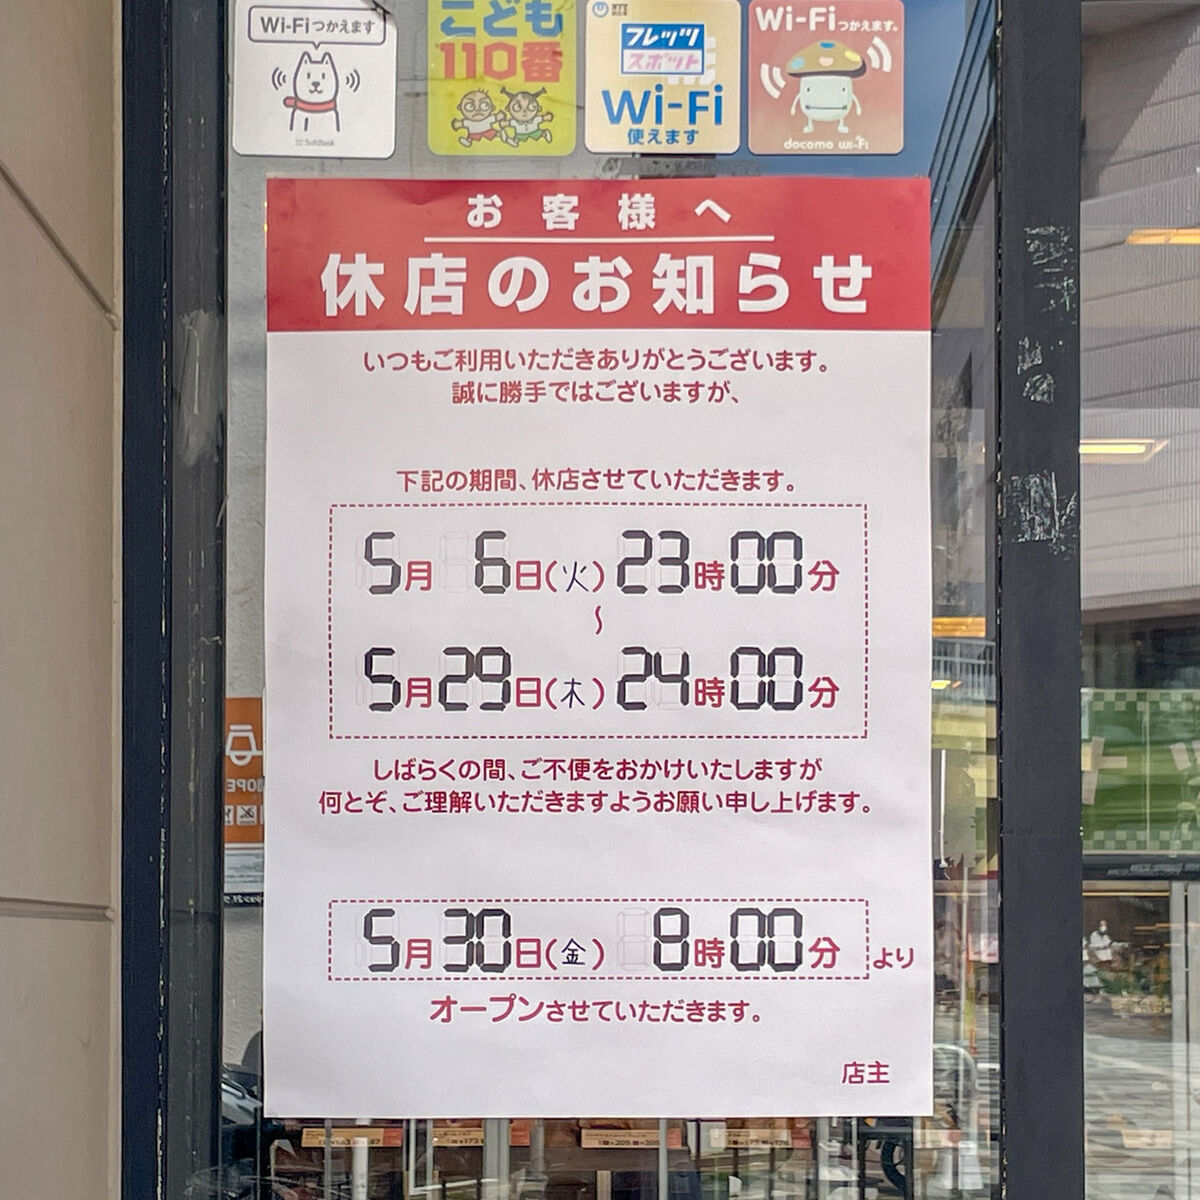 Wi-Fiつかえます
SoftBank
こども
110番
フレッツ
スポット
Wi-Fi
使えます
Wi-Fiつかえます。
docomo Wi-Fi
お客様へ
休店のお知らせ
いつもご利用いただきありがとうございます。
誠に勝手ではございますが、
下記の期間、休店させていただきます。
5月 6日(火) 23時00分
〜
5月29日(木) 24時00分
しばらくの間、ご不便をおかけいたしますが
何とぞ、ご理解いただきますようお願い申し上げます。
5月30日(金) 8時00分より
オープンさせていただきます。
店主